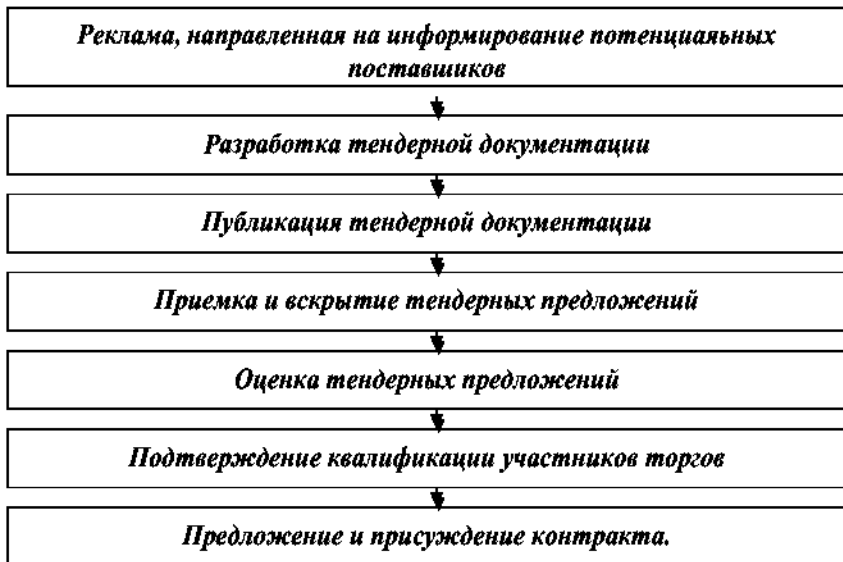 Реклама, направленная на информирование потенциальных
поставшиков
Разработка тендерной документации
Публикация тендерной документации
Приемка и вскрытие тендерных предложений
Оценка тендерных предложений
Подтверждение квалификации участников торгов
Предложение и присуждение контракта.